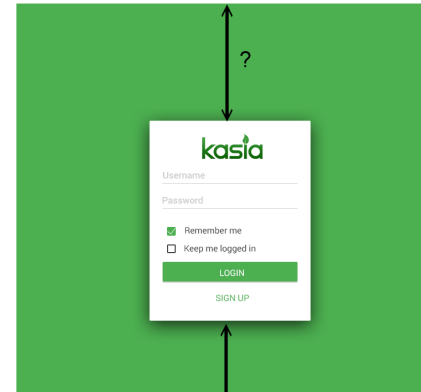 ?
kasia
Username
Password
Remember me
Keep me logged in
LOGIN
SIGN UP